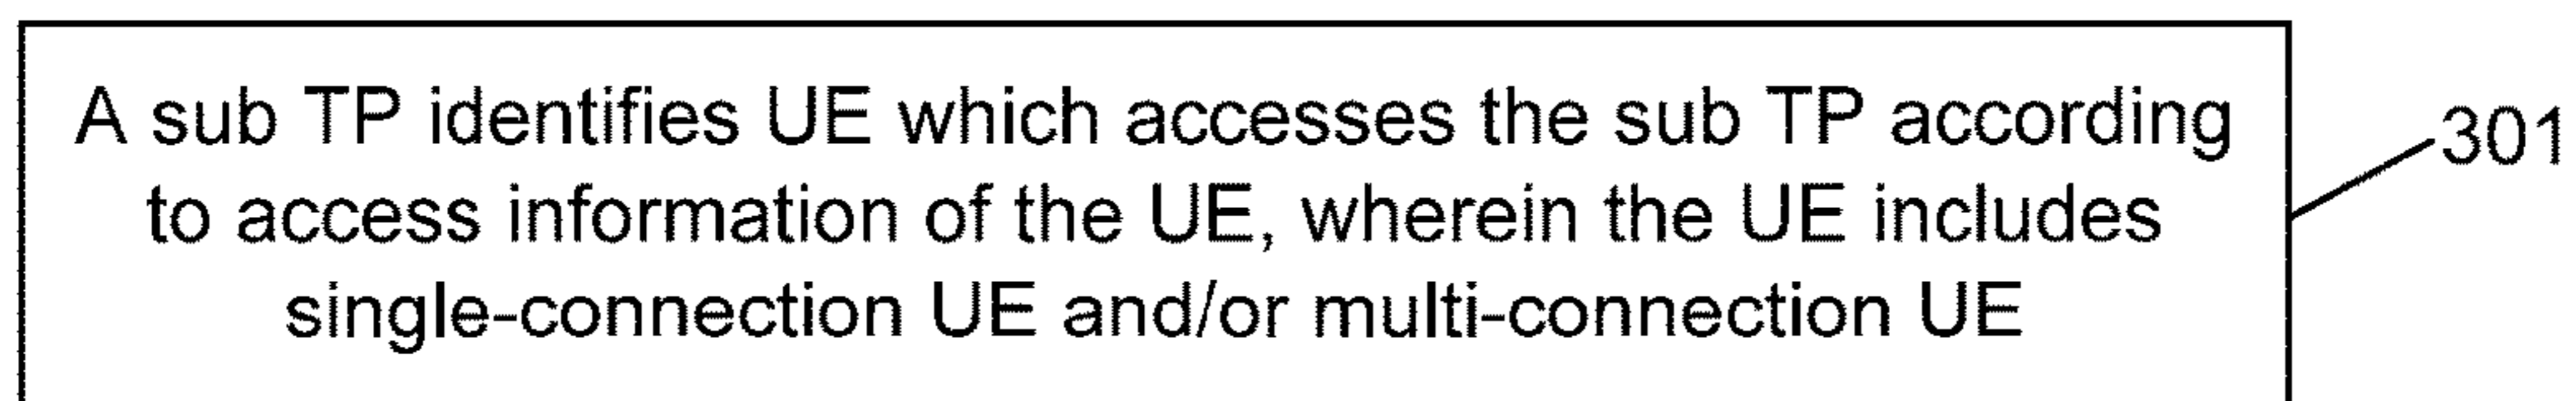 A sub TP identifies UE which accesses the sub TP according
to access information of the UE, wherein the UE includes
single-connection UE and/or multi-connection UE
301